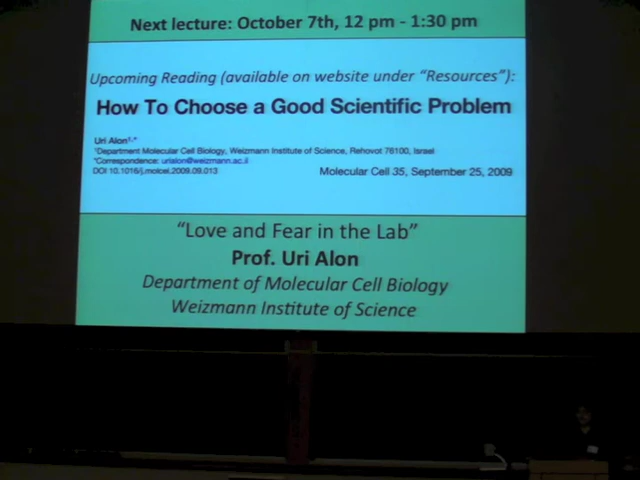 Next lecture: October 7th, 12 pm - 1:30 pm
Upcoming Reading (available on website under “Resources”):
How To Choose a Good Scientific Problem
Uri Alon1,*
1Department Molecular Cell Biology, Weizmann Institute of Science, Rehovot 76100, Israel
*Correspondence: urialon@weizmann.ac.il
DOI 10.1016/j.molcel.2009.09.013
Molecular Cell 35, September 25, 2009
“Love and Fear in the Lab”
Prof. Uri Alon
Department of Molecular Cell Biology
Weizmann Institute of Science